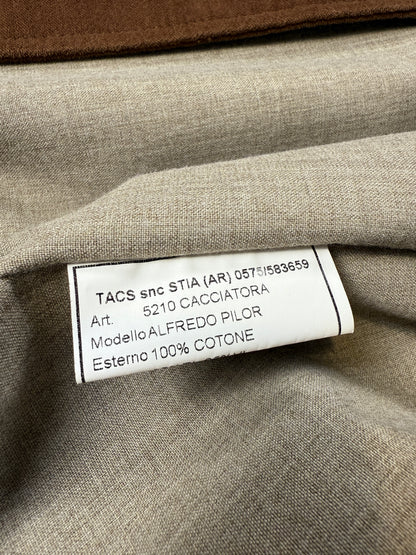 TACS snc STIA (AR) 0575/583659
Art. 5210 CACCIATORA
Modello ALFREDO PILOR
Esterno 100% COTONE